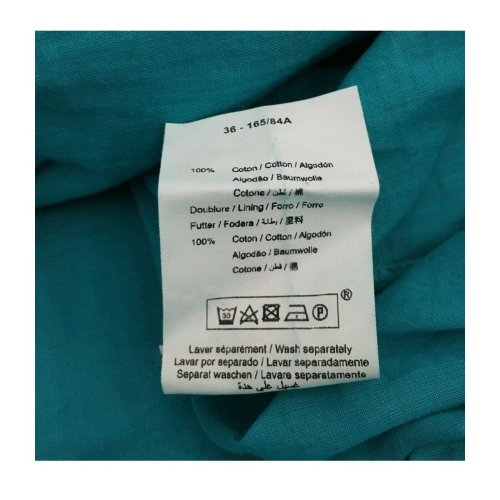 36 - 165/84A
100% Coton / Cotton / Algodón
Algodão / Baumwolle
Cotone / قطن / 棉
Doublure / Lining / Forro / Forro
Futter / Fodera / بطانة / 里料
100% Coton / Cotton / Algodón
Algodão / Baumwolle
Cotone / قطن / 棉
30 P ®
Laver séparément / Wash separately
Lavar por separado / Lavar separadamente
Separat waschen / Lavare separatamente
غسيل على حدة